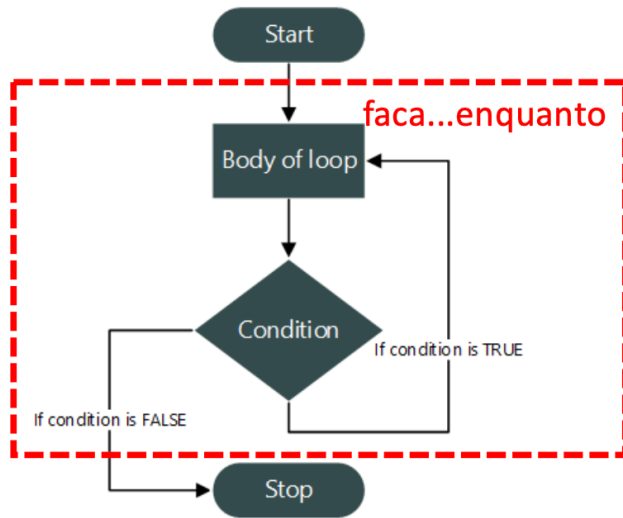 Start
faca...enquanto
Body of loop
Condition
If condition is TRUE
If condition is FALSE
Stop